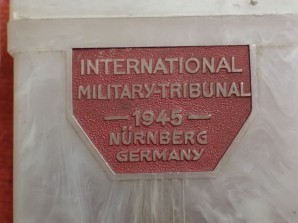 INTERNATIONAL
MILITARY-TRIBUNAL
— 1945 —
NÜRNBERG
GERMANY